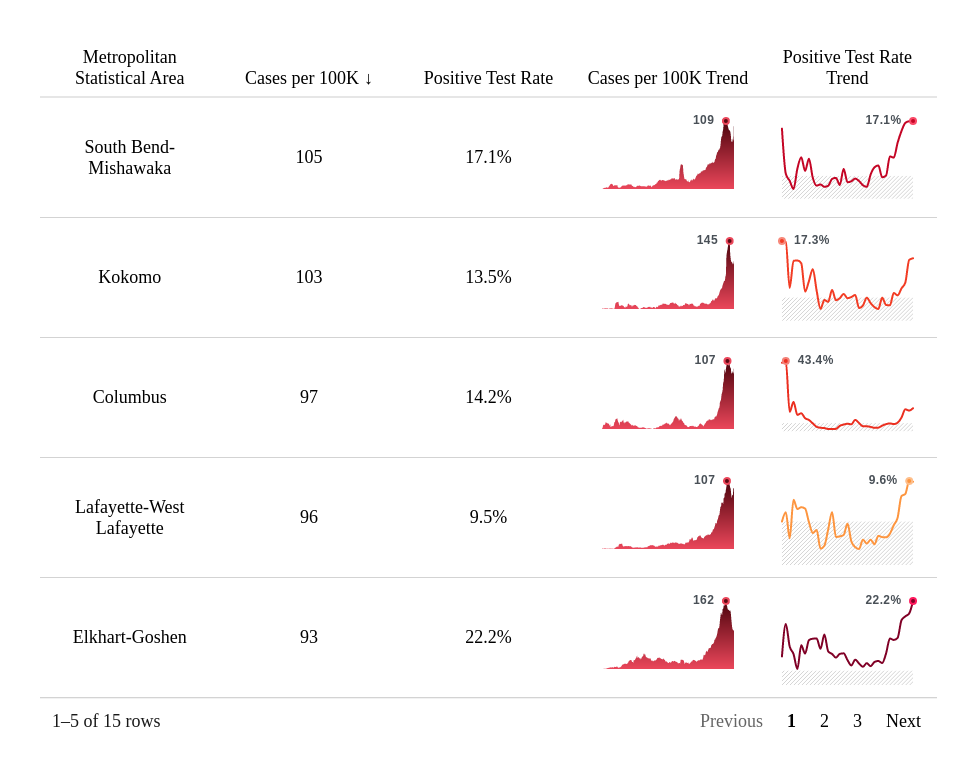 Metropolitan
Statistical Area
Cases per 100K ↓
Positive Test Rate
Cases per 100K Trend
Positive Test Rate
Trend
South Bend-
Mishawaka
105
17.1%
109
17.1%
Kokomo
103
13.5%
145
17.3%
Columbus
97
14.2%
107
43.4%
Lafayette-West
Lafayette
96
9.5%
107
9.6%
Elkhart-Goshen
93
22.2%
162
22.2%
1–5 of 15 rows
Previous 1 2 3 Next